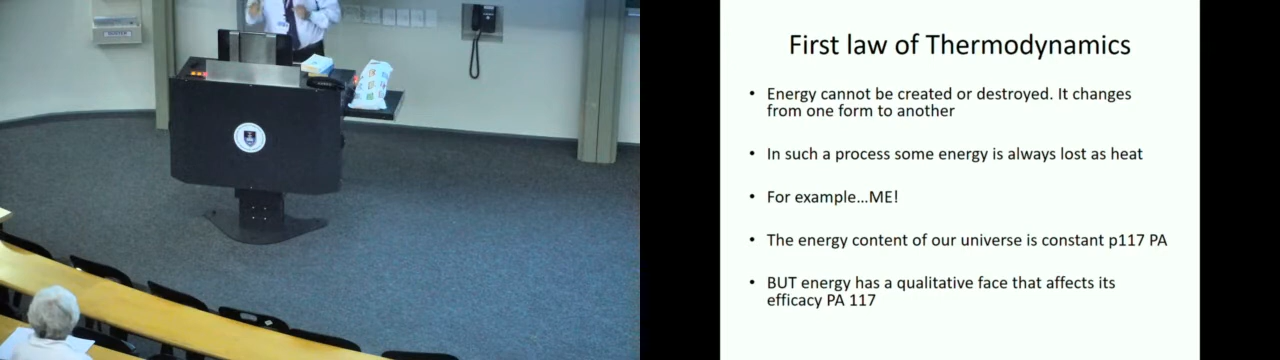 First law of Thermodynamics
• Energy cannot be created or destroyed. It changes
from one form to another
• In such a process some energy is always lost as heat
• For example...ME!
• The energy content of our universe is constant p117 PA
• BUT energy has a qualitative face that affects its
efficacy PA 117